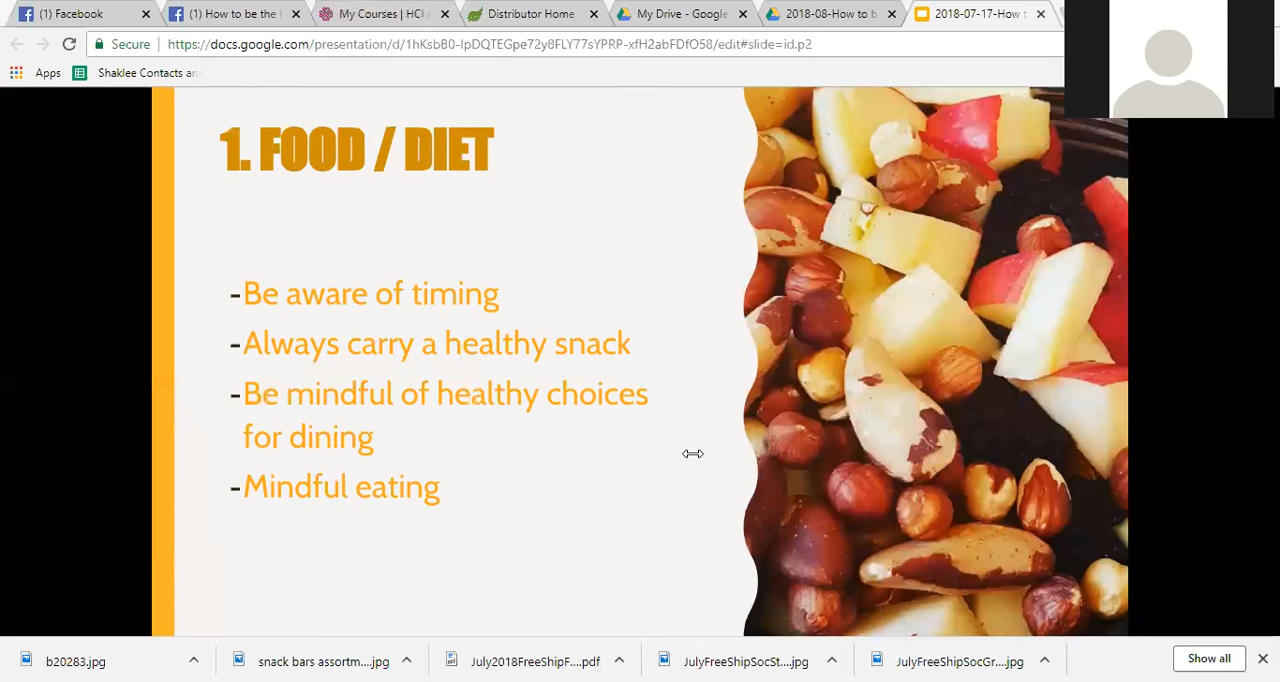 (1) Facebook
(1) How to be the
My Courses | HCI
Distributor Home
My Drive - Google
2018-08-How to b
2018-07-17-How t
Secure
https://docs.google.com/presentation/d/1hKsbB0-IpDQTEGpe72y8FLY77sYPRP-xfH2abFDfO58/edit#slide=id.p2
Apps
Shaklee Contacts an
1. FOOD / DIET
-Be aware of timing
-Always carry a healthy snack
-Be mindful of healthy choices
for dining
-Mindful eating
b20283.jpg
snack bars assortm....jpg
July2018FreeShipF....pdf
JulyFreeShipSocSt....jpg
JulyFreeShipSocGr....jpg
Show all